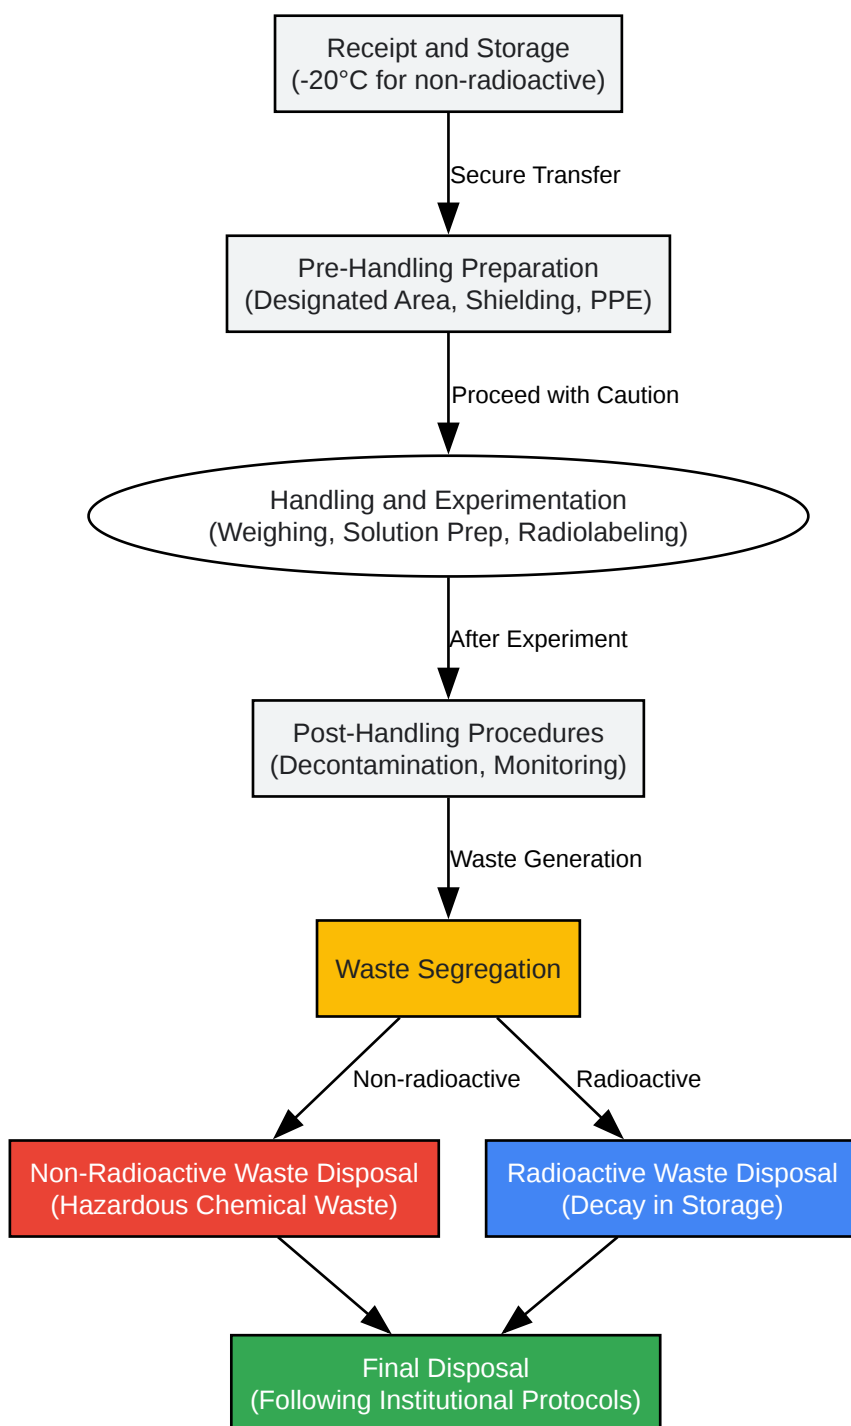 Receipt and Storage
(-20°C for non-radioactive)
Secure Transfer
Pre-Handling Preparation
(Designated Area, Shielding, PPE)
Proceed with Caution
Handling and Experimentation
(Weighing, Solution Prep, Radiolabeling)
After Experiment
Post-Handling Procedures
(Decontamination, Monitoring)
Waste Generation
Waste Segregation
Non-radioactive
Radioactive
Non-Radioactive Waste Disposal
(Hazardous Chemical Waste)
Radioactive Waste Disposal
(Decay in Storage)
Final Disposal
(Following Institutional Protocols)